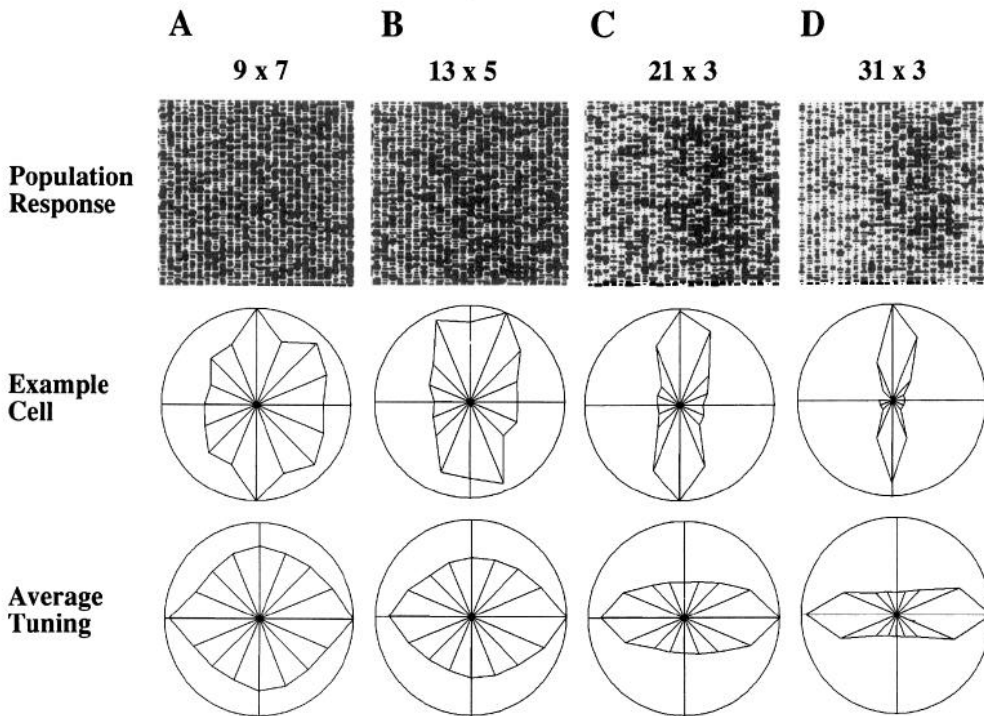 A B C D
9 x 7 13 x 5 21 x 3 31 x 3
Population
Response
Example
Cell
Average
Tuning